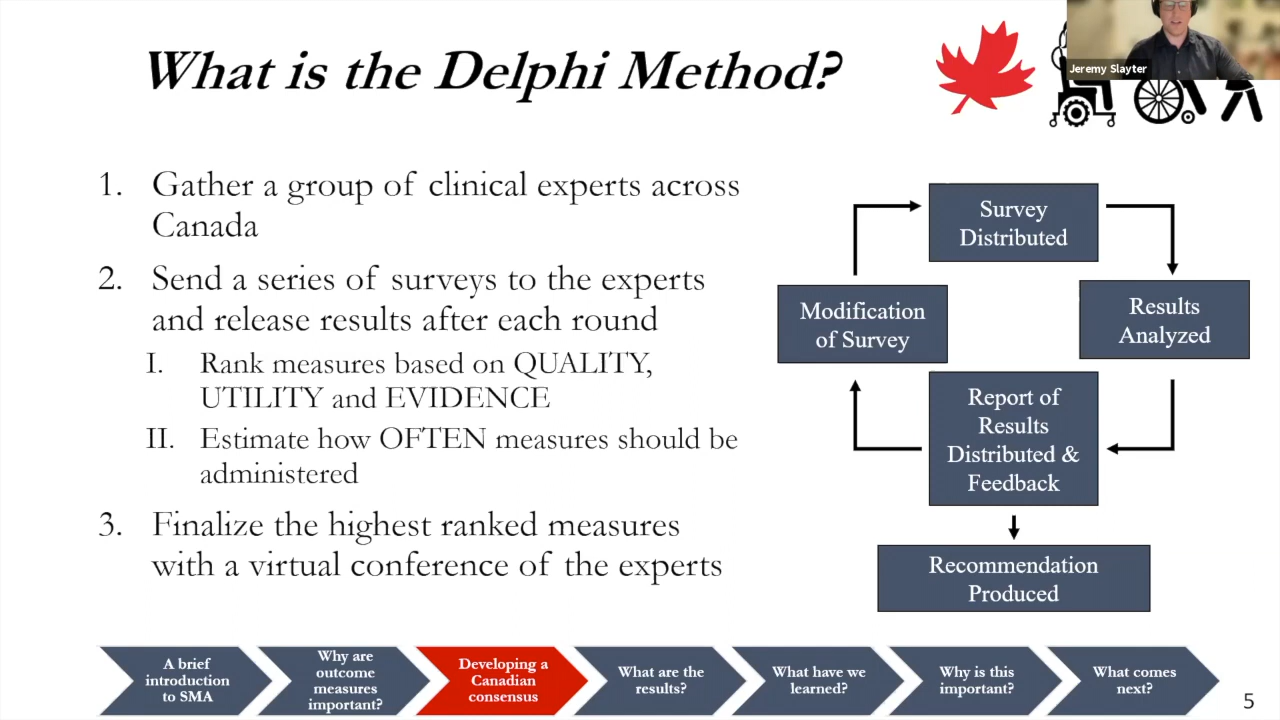 What is the Delphi Method?
Jeremy Slayter
1. Gather a group of clinical experts across
Canada
2. Send a series of surveys to the experts
and release results after each round
I. Rank measures based on QUALITY,
UTILITY and EVIDENCE
II. Estimate how OFTEN measures should be
administered
3. Finalize the highest ranked measures
with a virtual conference of the experts
Survey
Distributed
Results
Analyzed
Modification
of Survey
Report of
Results
Distributed &
Feedback
Recommendation
Produced
A brief
introduction
to SMA
Why are
outcome
measures
important?
Developing a
Canadian
consensus
What are the
results?
What have we
learned?
Why is this
important?
What comes
next?
5